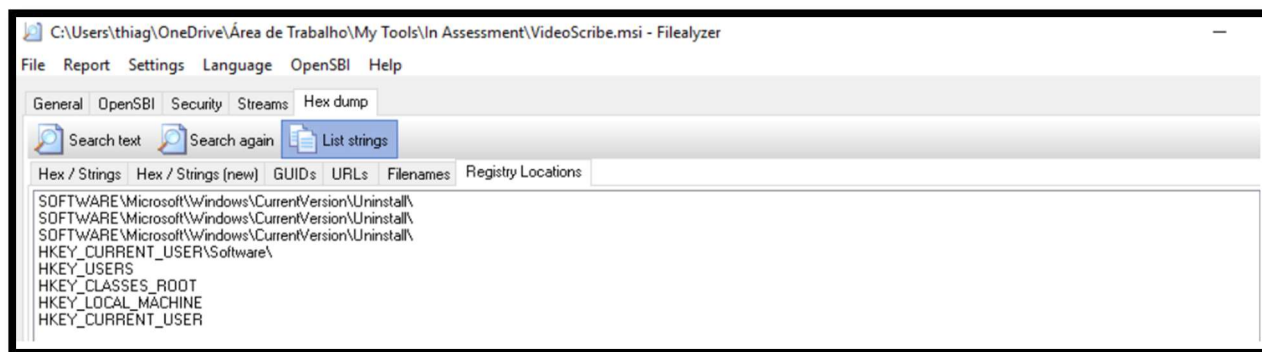 C:\Users\thiag\OneDrive\Área de Trabalho\My Tools\In Assessment\VideoScribe.msi - Filealyzer
File Report Settings Language OpenSBI Help
General OpenSBI Security Streams Hex dump
Search text Search again List strings
Hex / Strings Hex / Strings (new) GUIDs URLs Filenames Registry Locations
SOFTWARE\Microsoft\Windows\CurrentVersion\Uninstall\
SOFTWARE\Microsoft\Windows\CurrentVersion\Uninstall\
SOFTWARE\Microsoft\Windows\CurrentVersion\Uninstall\
HKEY_CURRENT_USER\Software\
HKEY_USERS
HKEY_CLASSES_ROOT
HKEY_LOCAL_MACHINE
HKEY_CURRENT_USER